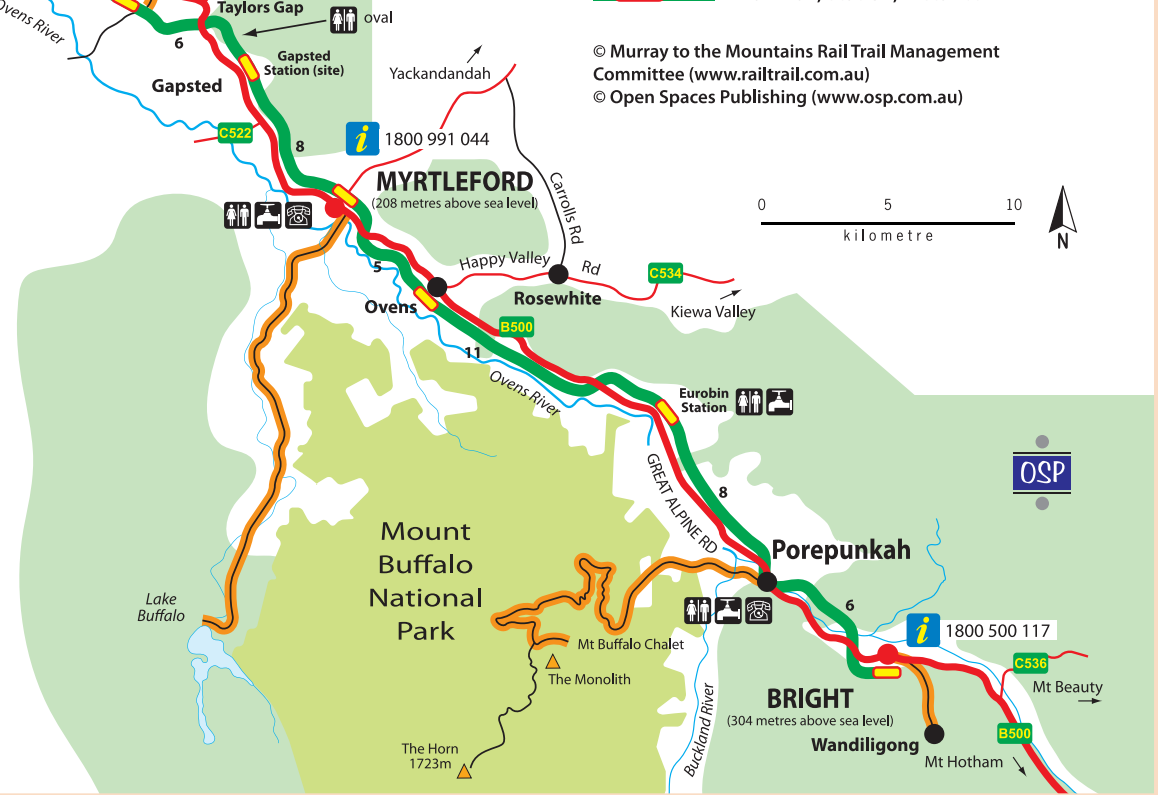 Ovens River
Taylors Gap
oval
6
Gapsted
Station (site)
Gapsted
Yackandandah
© Murray to the Mountains Rail Trail Management
Committee (www.railtrail.com.au)
© Open Spaces Publishing (www.osp.com.au)
C522
8
i 1800 991 044
MYRTLEFORD
(208 metres above sea level)
Carrolls Rd
0 5 10
kilometre
N
5
Happy Valley Rd
C534
Rosewhite
Kiewa Valley
Ovens
B500
11
Ovens River
Eurobin
Station
GREAT ALPINE RD
8
OSP
Mount
Buffalo
National
Park
Porepunkah
Lake
Buffalo
6
i 1800 500 117
Mt Buffalo Chalet
The Monolith
C536
Mt Beauty
BRIGHT
(304 metres above sea level)
Buckland River
Wandiligong
B500
Mt Hotham
The Horn
1723m